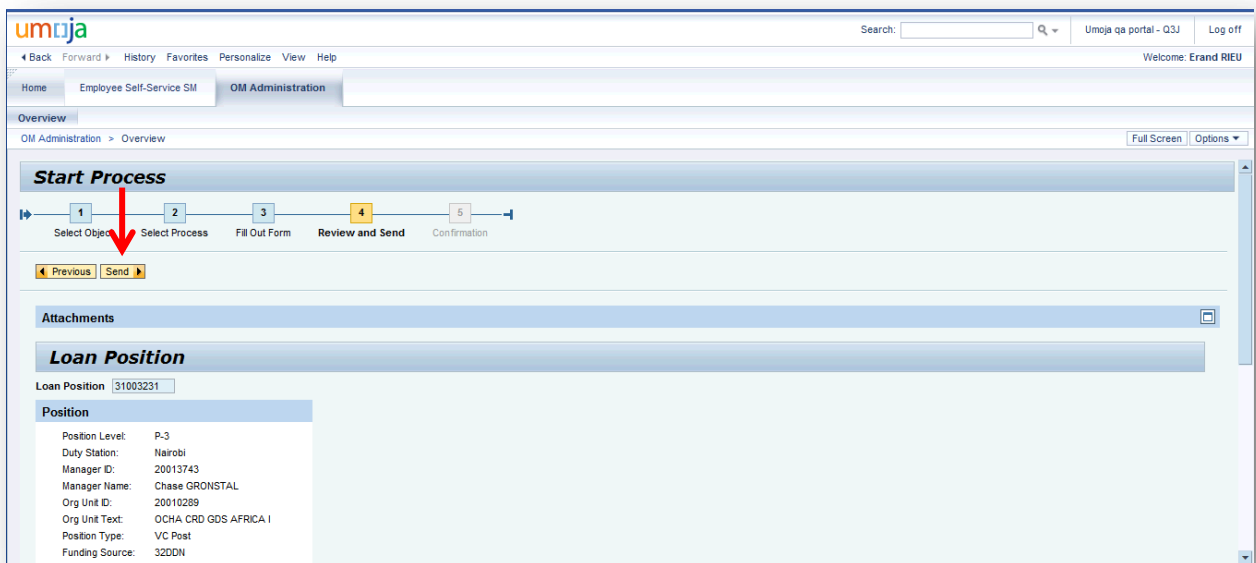 umoja
Search:
Umoja qa portal - Q3J
Log off
Back Forward History Favorites Personalize View Help
Welcome: Erand RIEU
Home Employee Self-Service SM OM Administration
Overview
OM Administration > Overview
Full Screen Options
Start Process
1 2 3 4 5
Select Object Select Process Fill Out Form Review and Send Confirmation
Previous Send
Attachments
Loan Position
Loan Position 31003231
Position
Position Level: P-3
Duty Station: Nairobi
Manager ID: 20013743
Manager Name: Chase GRONSTAL
Org Unit ID: 20010289
Org Unit Text: OCHA CRD GDS AFRICA I
Position Type: VC Post
Funding Source: 32DDN